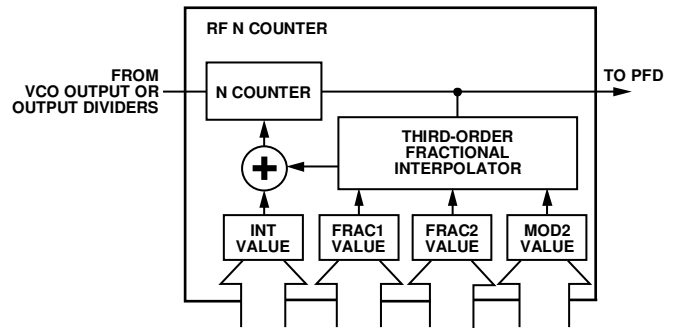 RF N COUNTER
FROM
VCO OUTPUT OR
OUTPUT DIVIDERS
N COUNTER
TO PFD
THIRD-ORDER
FRACTIONAL
INTERPOLATOR
+
INT
VALUE
FRAC1
VALUE
FRAC2
VALUE
MOD2
VALUE